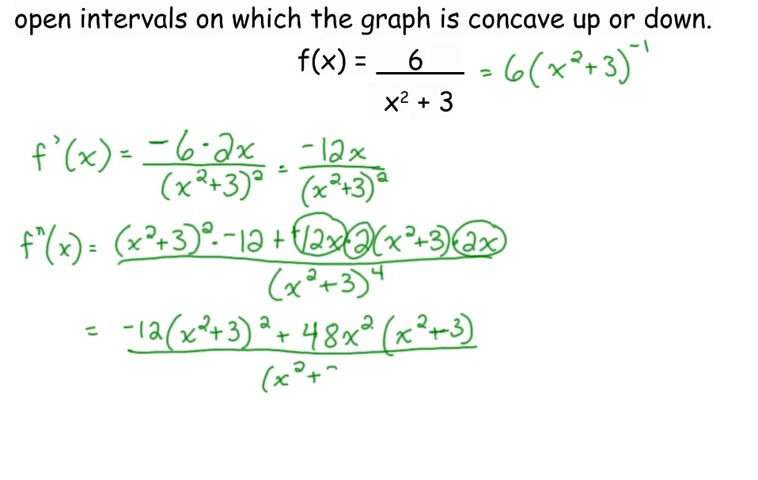 open intervals on which the graph is concave up or down.
f(x) = 6 / (x² + 3) = 6(x²+3)⁻¹
f'(x) = -6·2x / (x²+3)² = -12x / (x²+3)²
f"(x) = (x²+3)²·-12 + +12x·2(x²+3)·2x / (x²+3)⁴
= -12(x²+3)² + 48x²(x²+3) / (x²+